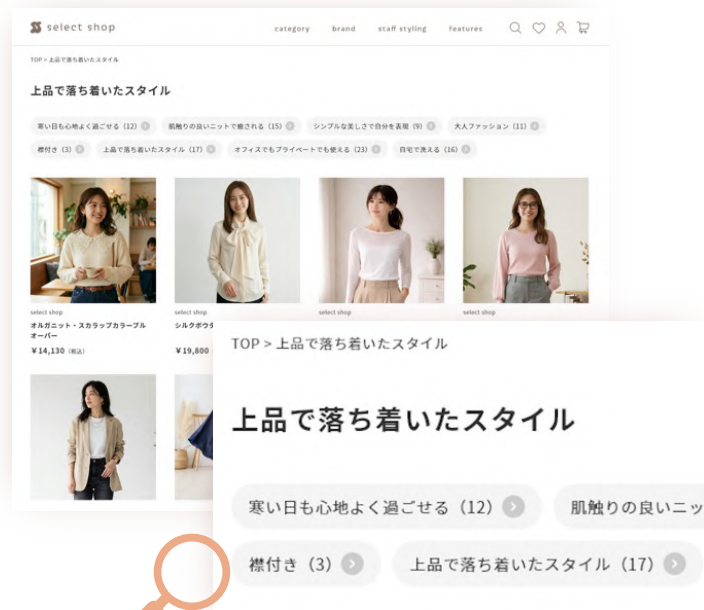 select shop
category brand staff styling features
TOP > 上品で落ち着いたスタイル
上品で落ち着いたスタイル
寒い日も心地よく過ごせる（12） 肌触りの良いニットで癒される（15） シンプルな美しさで自分を表現（9） 大人ファッション（11）
襟付き（3） 上品で落ち着いたスタイル（17） オフィスでもプライベートでも使える（23） 自宅で洗える（16）
select shop select shop select shop select shop
オルガニット・スカラップカラープル
オーバー
¥14,130（税込）
シルクボウタ
¥19,800
TOP > 上品で落ち着いたスタイル
上品で落ち着いたスタイル
寒い日も心地よく過ごせる（12） 肌触りの良いニッ
襟付き（3） 上品で落ち着いたスタイル（17）